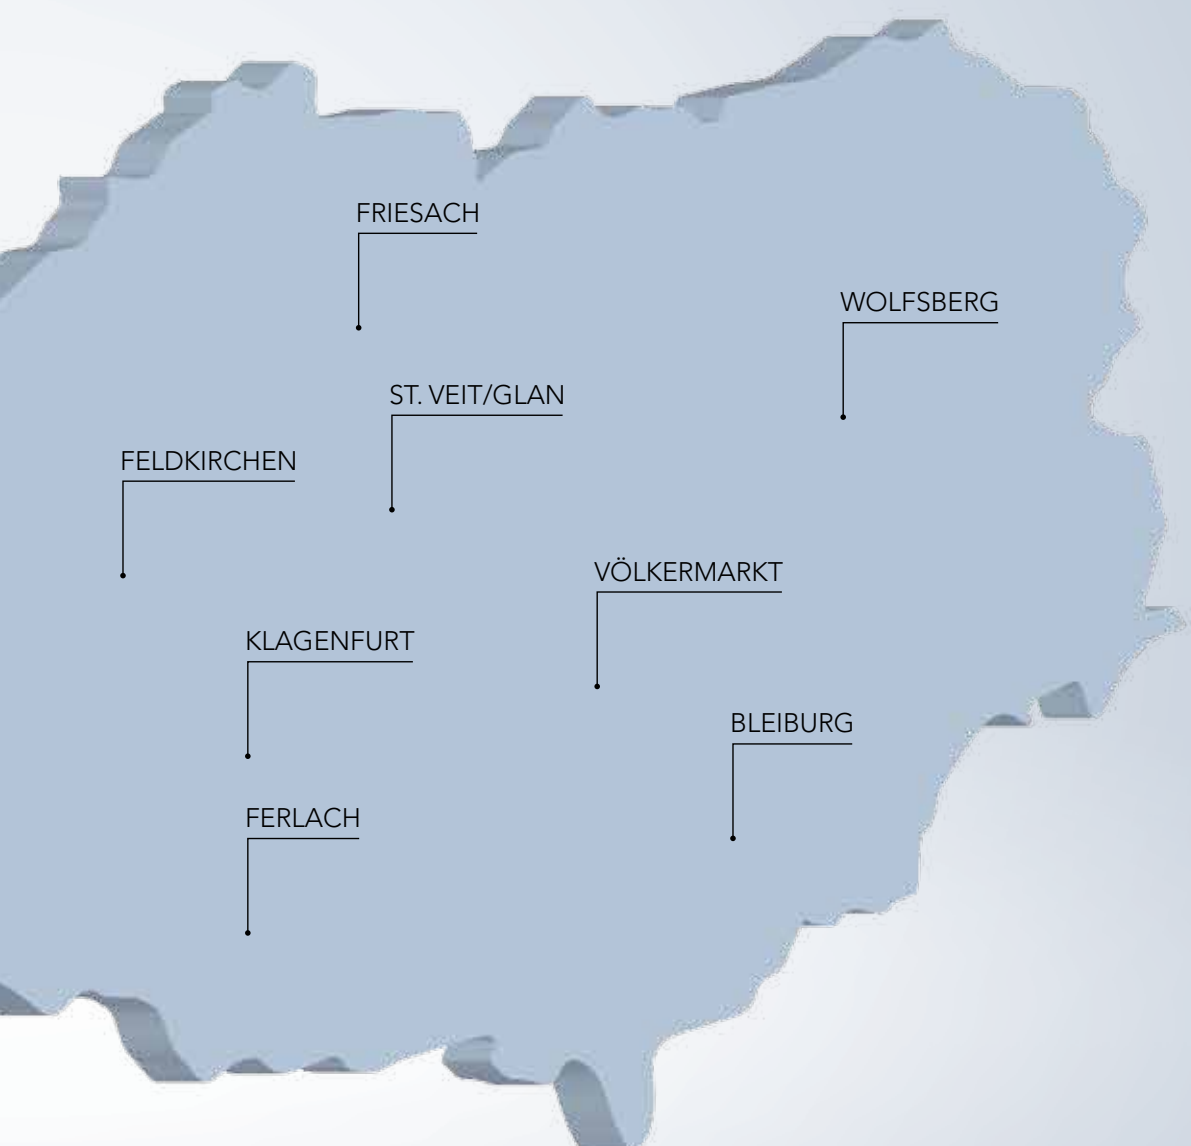 FRIESACH
WOLFSBERG
ST. VEIT/GLAN
FELDKIRCHEN
VÖLKERMARKT
KLAGENFURT
BLEIBURG
FERLACH